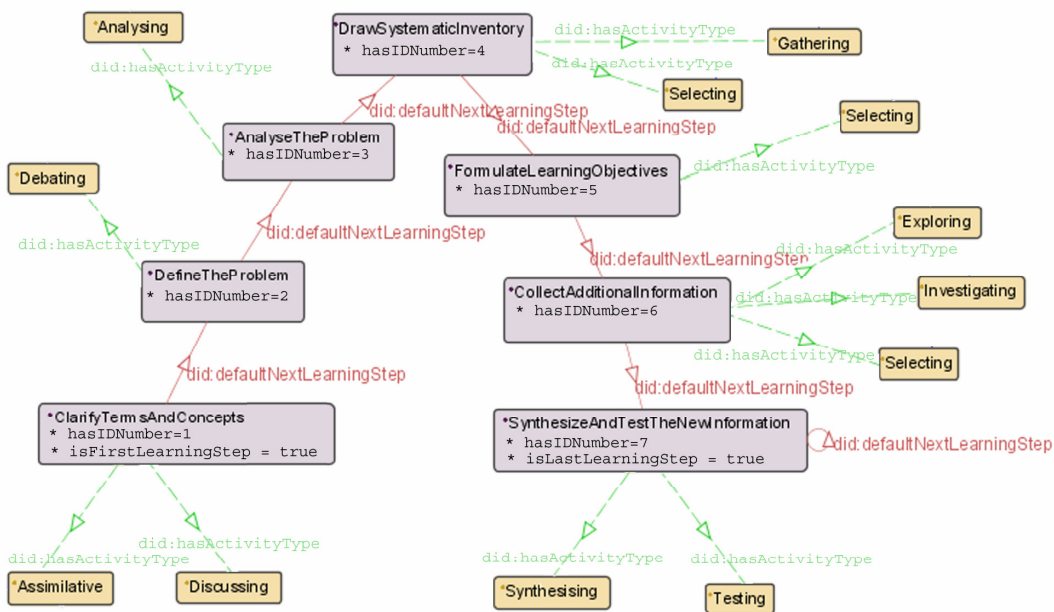 *Analysing
*DrawSystematicInventory
* hasIDNumber=4
did:hasActivityType
*Gathering
did:hasActivityType
did:hasActivityType
*Selecting
did:defaultNextLearningStep
did:defaultNextLearningStep
*Selecting
*AnalyseTheProblem
* hasIDNumber=3
*FormulateLearningObjectives
* hasIDNumber=5
did:hasActivityType
*Debating
did:hasActivityType
did:defaultNextLearningStep
*Exploring
did:hasActivityType
did:defaultNextLearningStep
*DefineTheProblem
* hasIDNumber=2
*CollectAdditionalInformation
* hasIDNumber=6
did:hasActivityType
*Investigating
did:hasActivityType
*Selecting
did:defaultNextLearningStep
did:defaultNextLearningStep
*ClarifyTermsAndConcepts
* hasIDNumber=1
* isFirstLearningStep = true
*SynthesizeAndTestTheNewInformation
* hasIDNumber=7
* isLastLearningStep = true
did:defaultNextLearningStep
did:hasActivityType
did:hasActivityType
did:hasActivityType
did:hasActivityType
*Assimilative
*Discussing
*Synthesising
*Testing